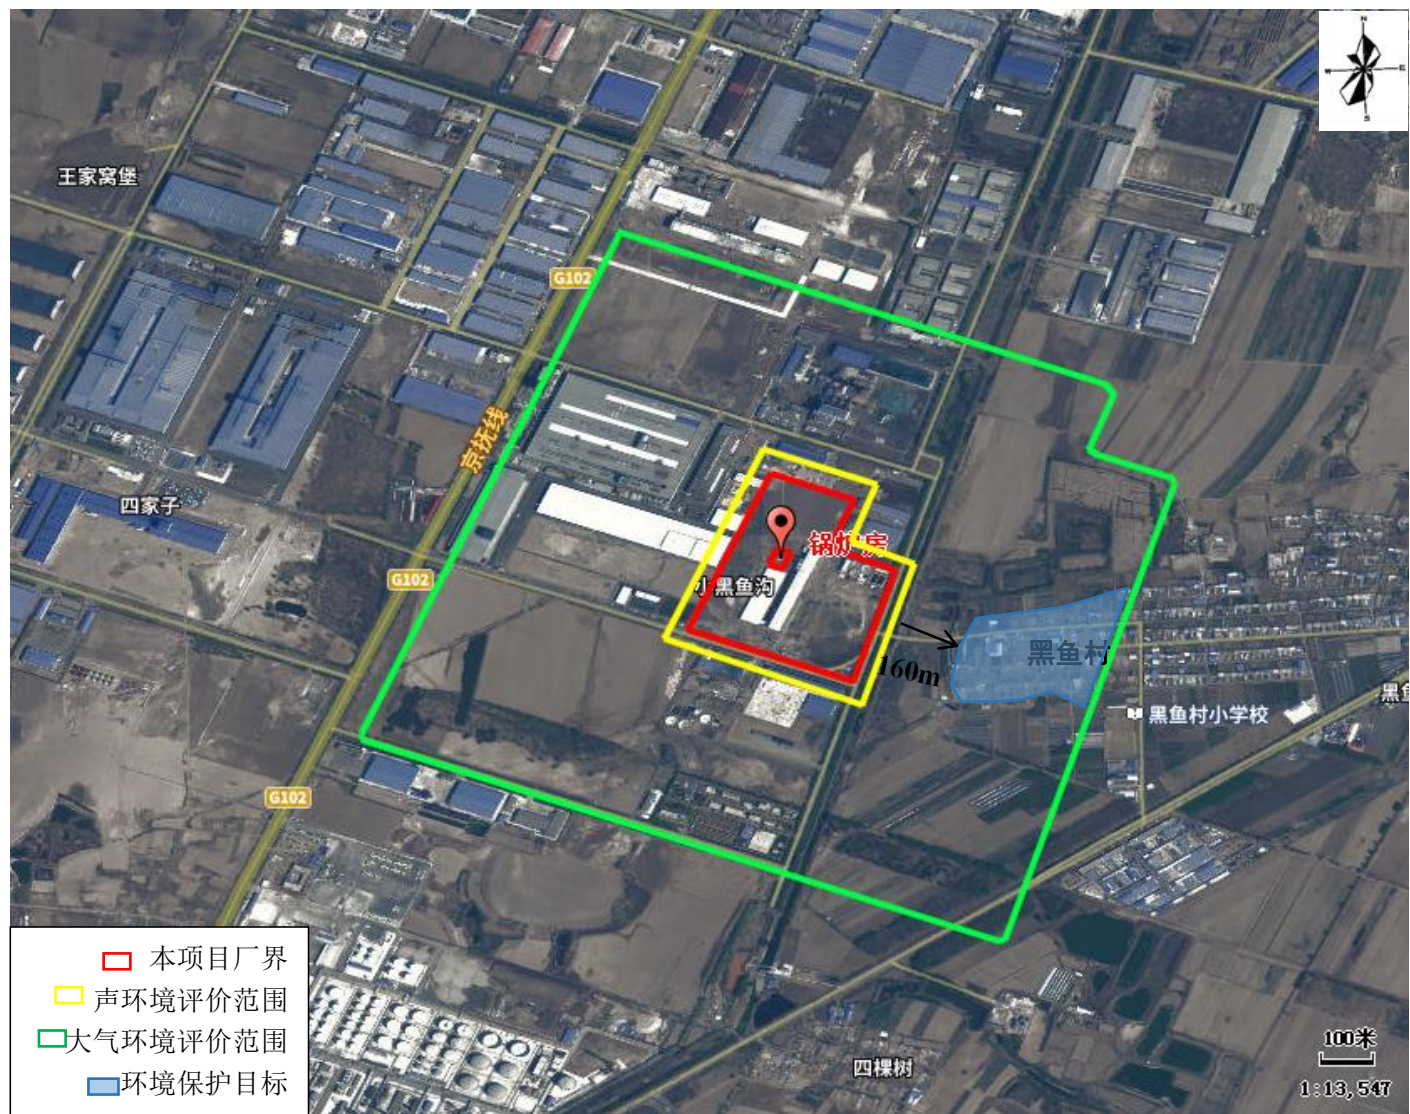 N
W
E
S
王家窝堡
G102
京抚线
四家子
锅炉房
G102
小黑鱼沟
黑鱼村
160m
黑鱼村小学校
G102
本项目厂界
声环境评价范围
大气环境评价范围
环境保护目标
四棵树
100米
1:13,547